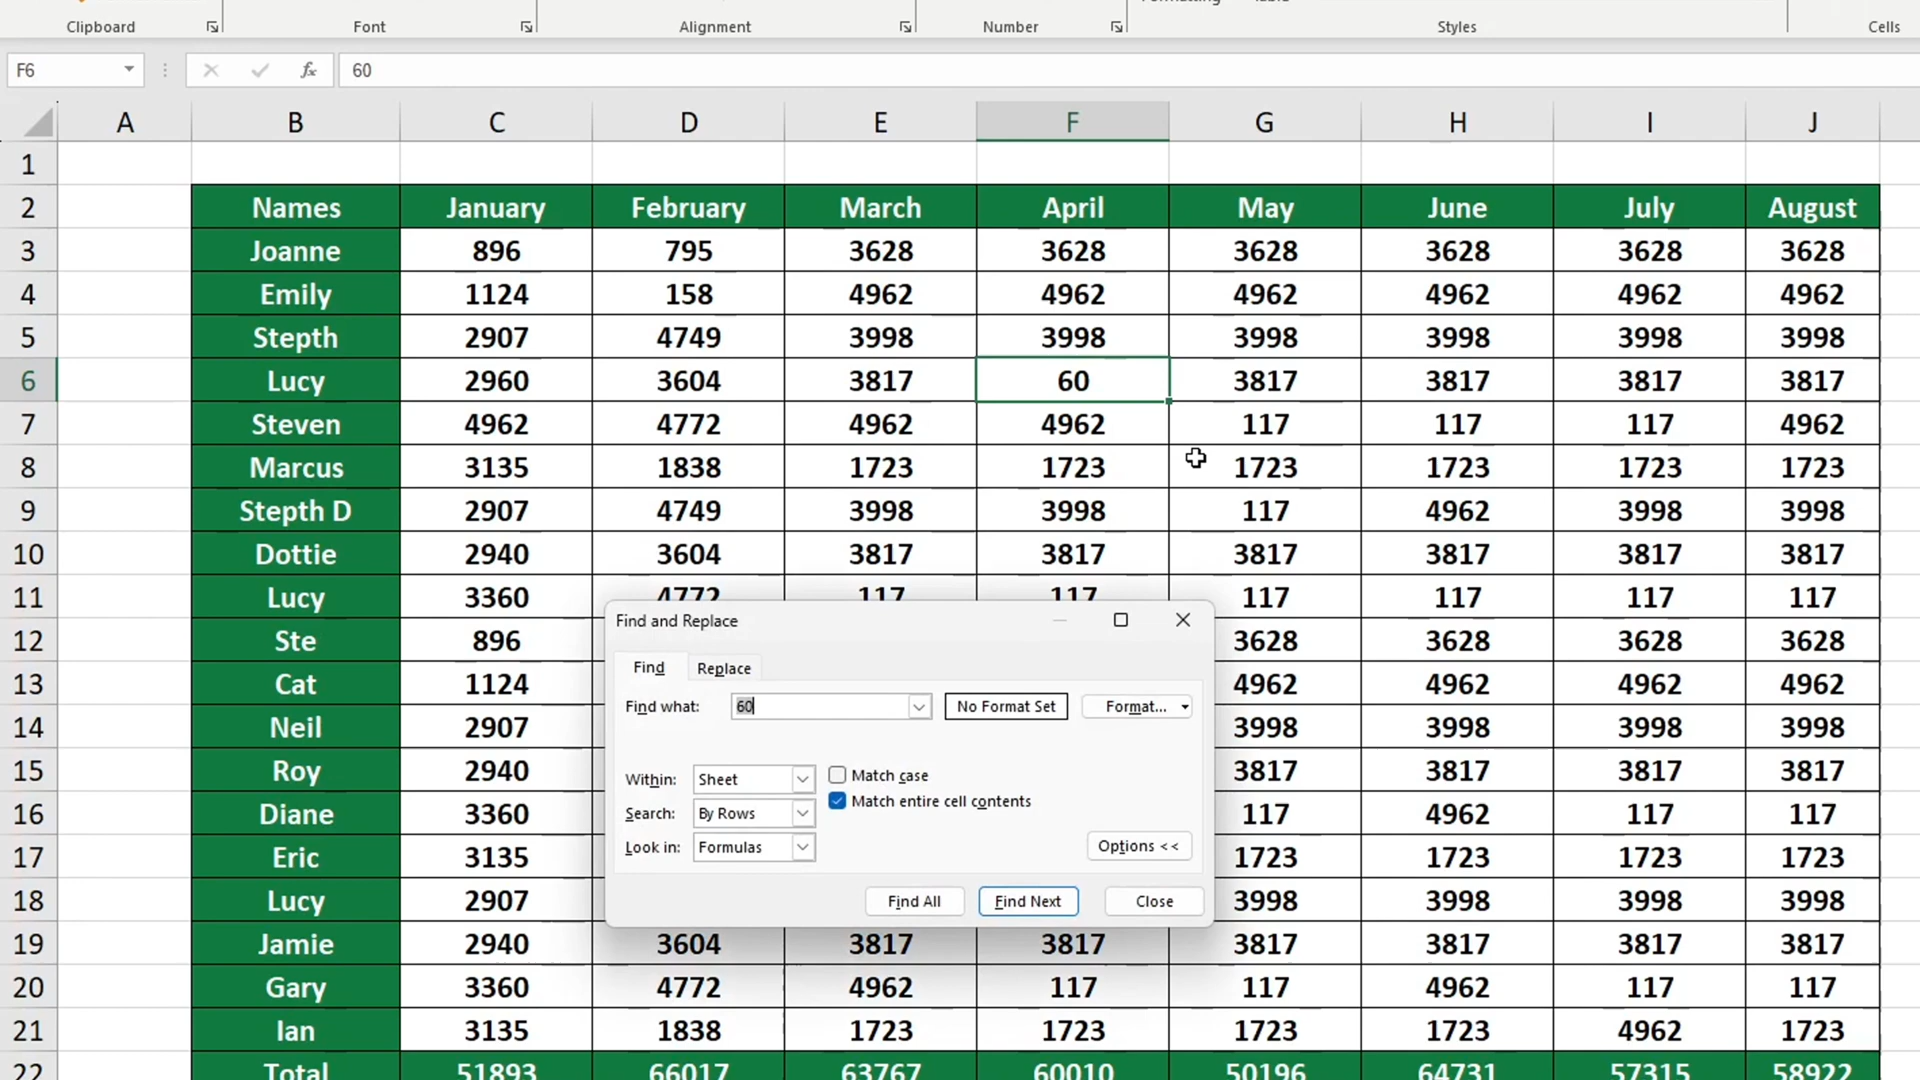 Clipboard Font Alignment Number Styles Cells
F6 fx 60
A B C D E F G H I J
1
2 Names January February March April May June July August
3 Joanne 896 795 3628 3628 3628 3628 3628 3628
4 Emily 1124 158 4962 4962 4962 4962 4962 4962
5 Stepth 2907 4749 3998 3998 3998 3998 3998 3998
6 Lucy 2960 3604 3817 60 3817 3817 3817 3817
7 Steven 4962 4772 4962 4962 117 117 117 4962
8 Marcus 3135 1838 1723 1723 1723 1723 1723 1723
9 Stepth D 2907 4749 3998 3998 117 4962 3998 3998
10 Dottie 2940 3604 3817 3817 3817 3817 3817 3817
11 Lucy 3360 4772 117 117 117 117 117 117
12 Ste 896 3628 3628 3628 3628
13 Cat 1124 4962 4962 4962 4962
14 Neil 2907 3998 3998 3998 3998
15 Roy 2940 3817 3817 3817 3817
16 Diane 3360 117 4962 117 117
17 Eric 3135 1723 1723 1723 1723
18 Lucy 2907 3998 3998 3998 3998
19 Jamie 2940 3604 3817 3817 3817 3817 3817 3817
20 Gary 3360 4772 4962 117 117 4962 117 117
21 Ian 3135 1838 1723 1723 1723 1723 4962 1723
22 Total 51893 66017 63767 60010 50196 64731 57315 58922
Find and Replace
Find Replace
Find what: 60 No Format Set Format...
Within: Sheet Match case
Search: By Rows Match entire cell contents
Look in: Formulas Options <<
Find All Find Next Close